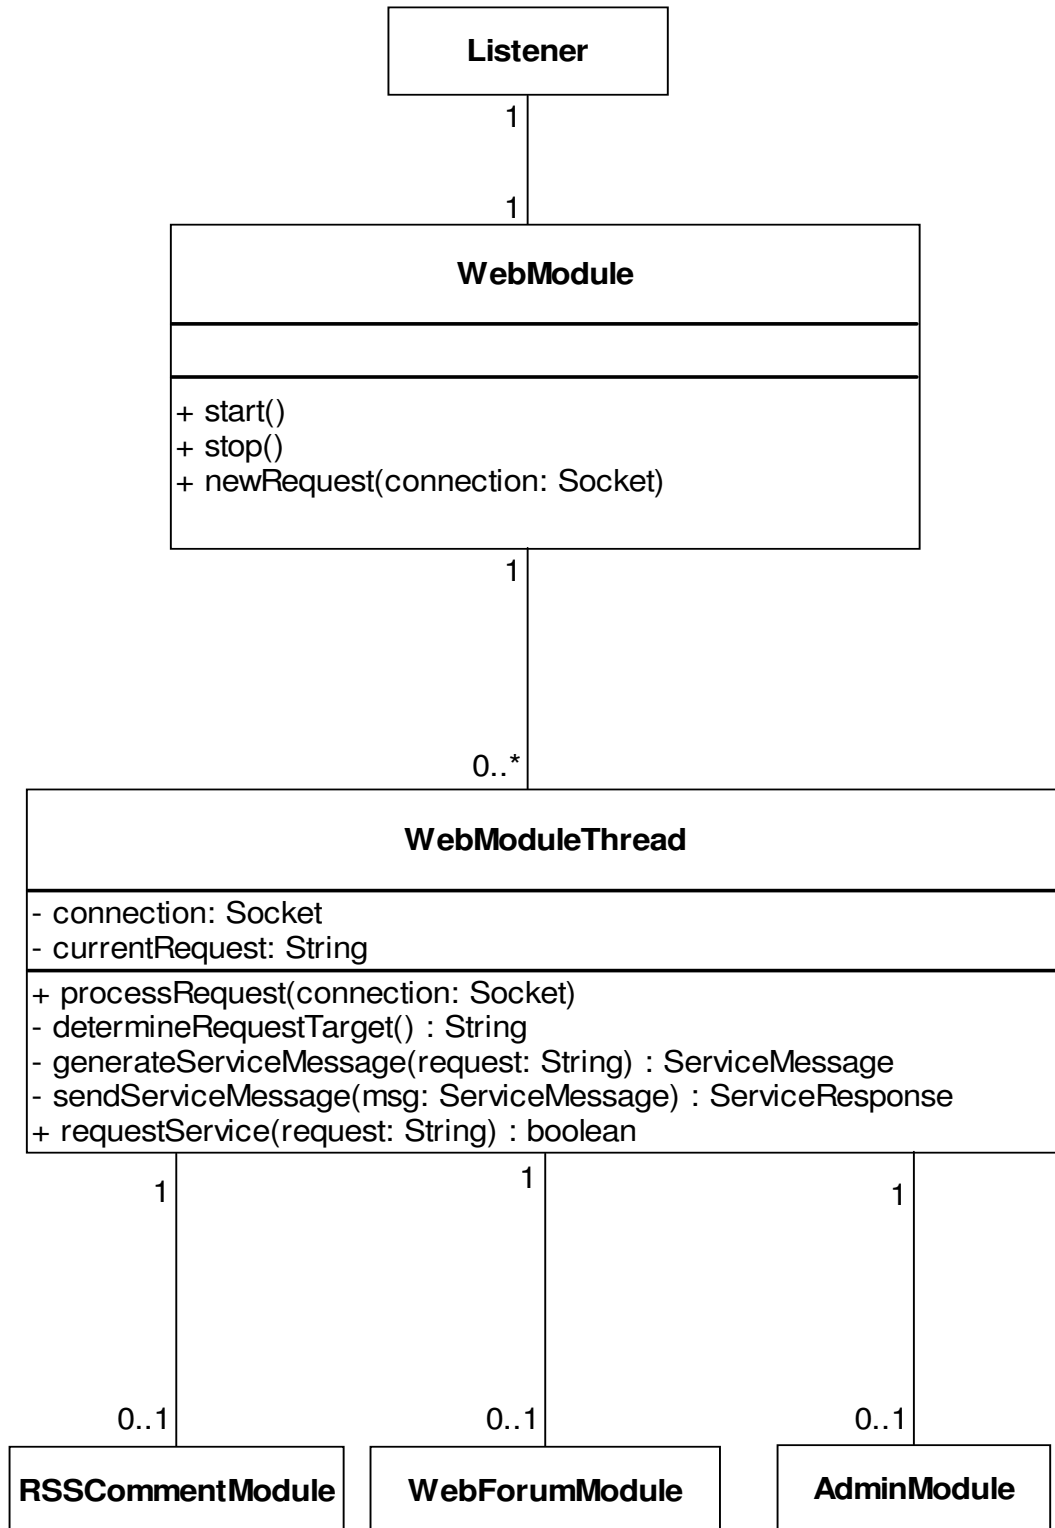 Listener
1
1
WebModule
+ start()
+ stop()
+ newRequest(connection: Socket)
1
0..*
WebModuleThread
- connection: Socket
- currentRequest: String
+ processRequest(connection: Socket)
- determineRequestTarget() : String
- generateServiceMessage(request: String) : ServiceMessage
- sendServiceMessage(msg: ServiceMessage) : ServiceResponse
+ requestService(request: String) : boolean
1 1 1
0..1 0..1 0..1
RSSCommentModule WebForumModule AdminModule